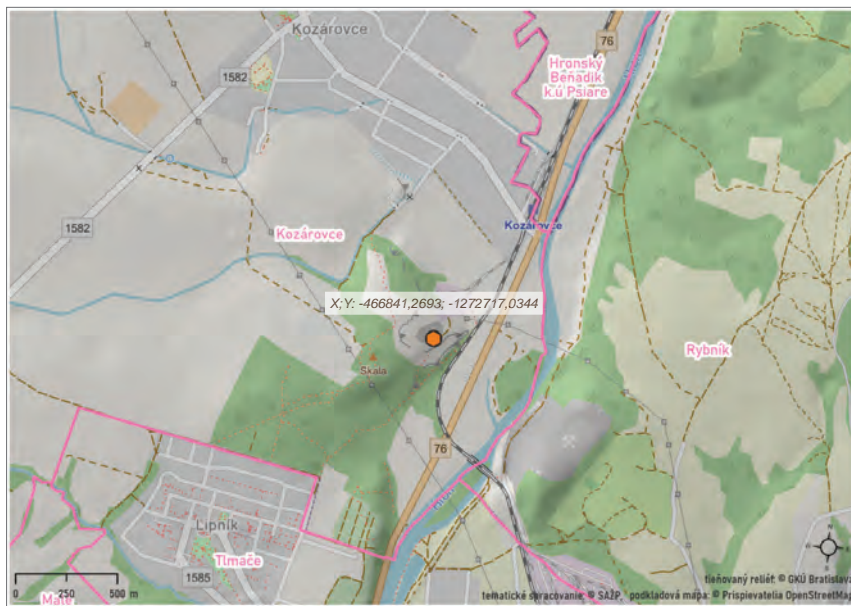 Kozárovce
76
1582
Hronský
Beňadik
k.ú Psiare
1582
Kozárovce
Kozárovce
X;Y: -466841,2693; -1272717,0344
Skala
Rybník
76
Hron
Lipník
Tlmače
1585
0 250 500 m
Malé
N
tieňovaný reliéf: © GKÚ Bratislava
tematické spracovanie: © SAŽP, podkladová mapa: © Prispievatelia OpenStreetMap